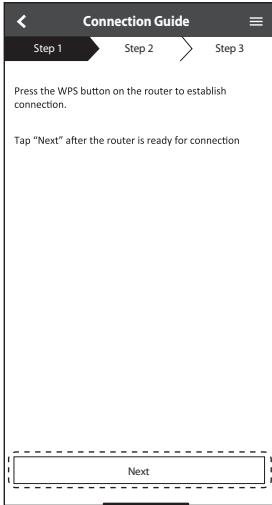 Connection Guide
Step 1 Step 2 Step 3
Press the WPS button on the router to establish
connection.
Tap “Next” after the router is ready for connection
Next